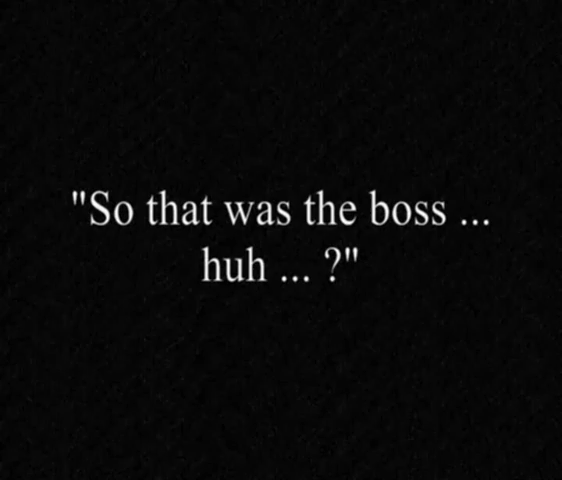 "So that was the boss ...
huh ... ?"